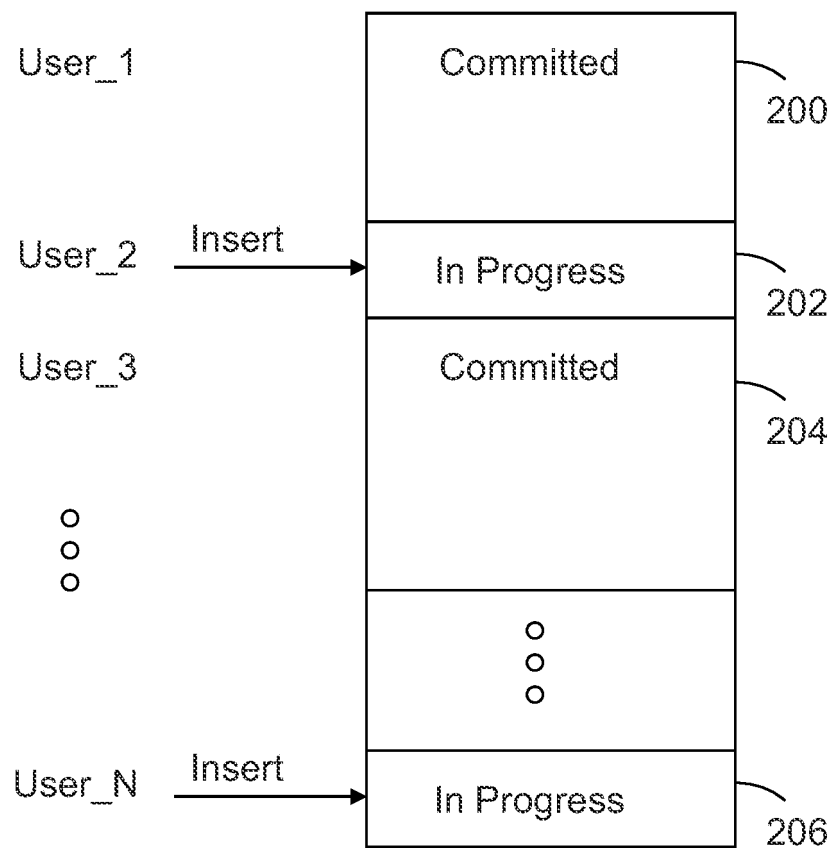 User_1 Committed
200
User_2 Insert In Progress
202
User_3 Committed
204
User_N Insert In Progress
206